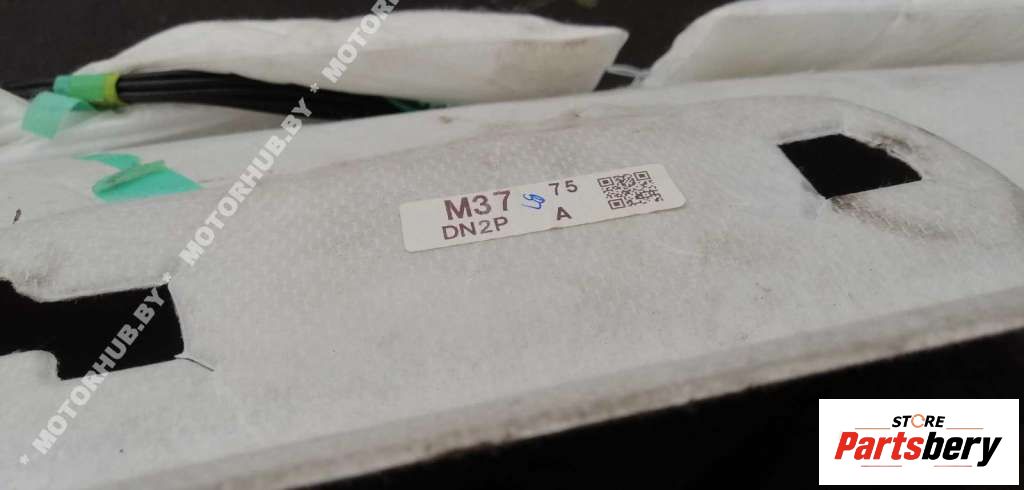 M37 75
DN2P A
* MOTORHUB.BY * MOTORHUB.BY * MOTORHUB.BY
STORE
Partsbery